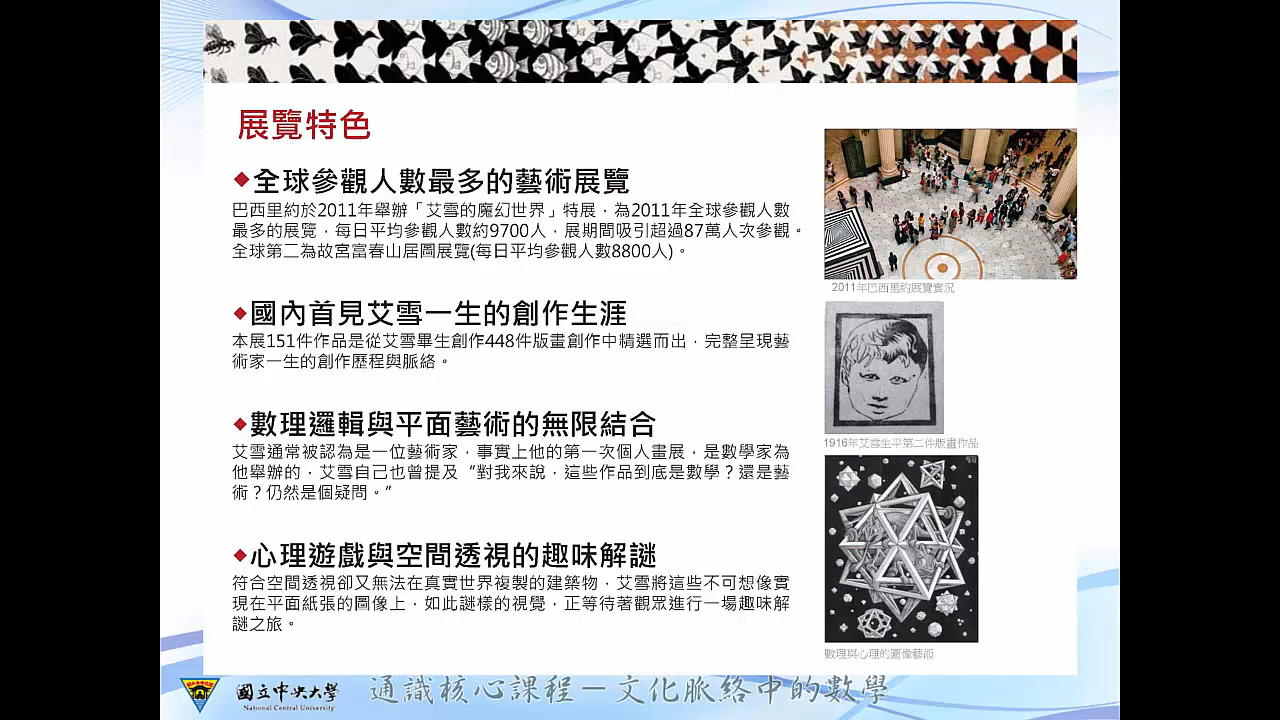 展覽特色
全球參觀人數最多的藝術展覽
巴西里約於2011年舉辦「艾雪的魔幻世界」特展，為2011年全球參觀人數
最多的展覽，每日平均參觀人數約9700人，展期間吸引超過87萬人次參觀。
全球第二為故宮富春山居圖展覽(每日平均參觀人數8800人)。
2011年巴西里約展覽實況
國內首見艾雪一生的創作生涯
本展151件作品是從艾雪畢生創作448件版畫創作中精選而出，完整呈現藝
術家一生的創作歷程與脈絡。
1916年艾雪生平第二件版畫作品
數理邏輯與平面藝術的無限結合
艾雪通常被認為是一位藝術家，事實上他的第一次個人畫展，是數學家為
他舉辦的，艾雪自己也曾提及“對我來說，這些作品到底是數學？還是藝
術？仍然是個疑問。”
心理遊戲與空間透視的趣味解謎
符合空間透視卻又無法在真實世界複製的建築物，艾雪將這些不可想像實
現在平面紙張的圖像上，如此謎樣的視覺，正等待著觀眾進行一場趣味解
謎之旅。
數理與心理的圖像藝術
國立中央大學
National Central University
通識核心課程－文化脈絡中的數學